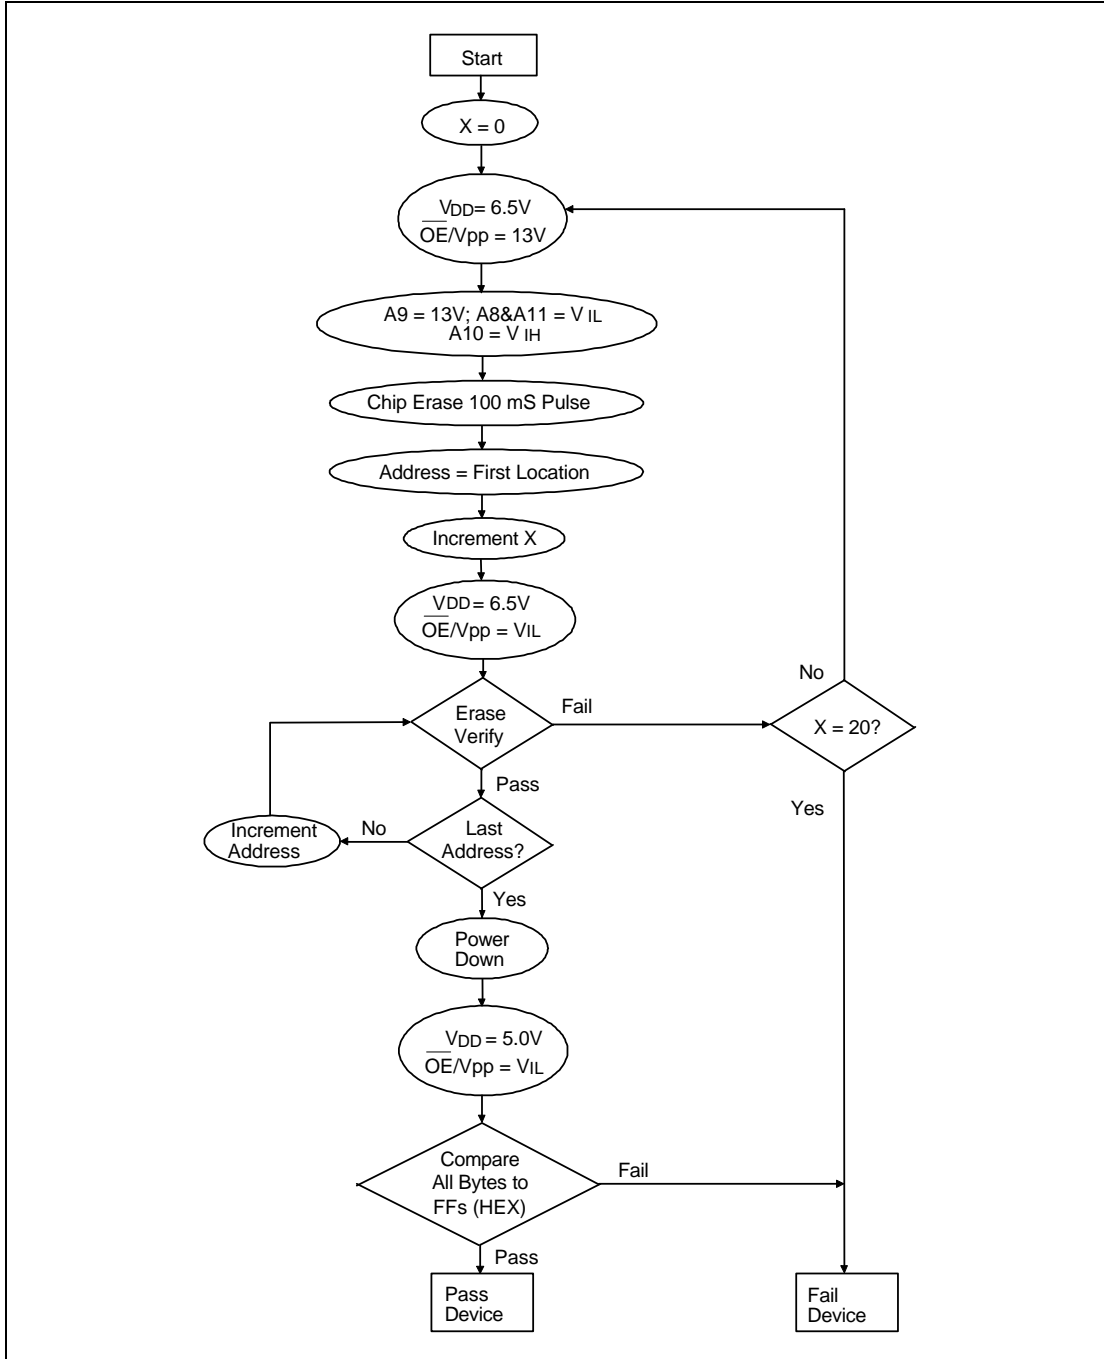 Start
X = 0
VDD= 6.5V
OE/Vpp = 13V
A9 = 13V; A8&A11 = V IL
A10 = V IH
Chip Erase 100 mS Pulse
Address = First Location
Increment X
VDD = 6.5V
OE/Vpp = VIL
Erase
Verify
Fail
No
X = 20?
Yes
Pass
Last
Address?
No
Increment
Address
Yes
Power
Down
VDD = 5.0V
OE/Vpp = VIL
Compare
All Bytes to
FFs (HEX)
Fail
Pass
Pass
Device
Fail
Device